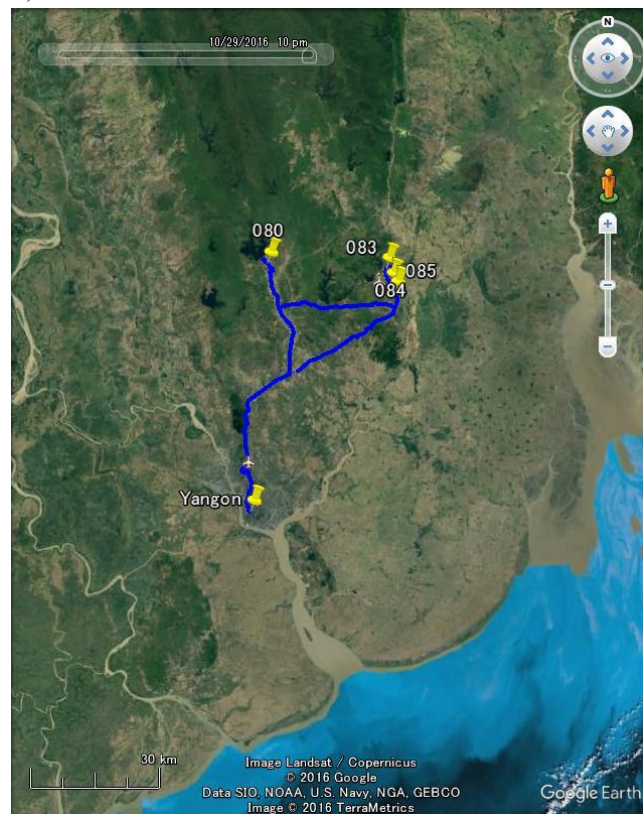 10/29/2016 10 pm
N
080
083
085
084
Yangon
30 km
Image Landsat / Copernicus
© 2016 Google
Data SIO, NOAA, U.S. Navy, NGA, GEBCO
Image © 2016 TerraMetrics
Google Earth